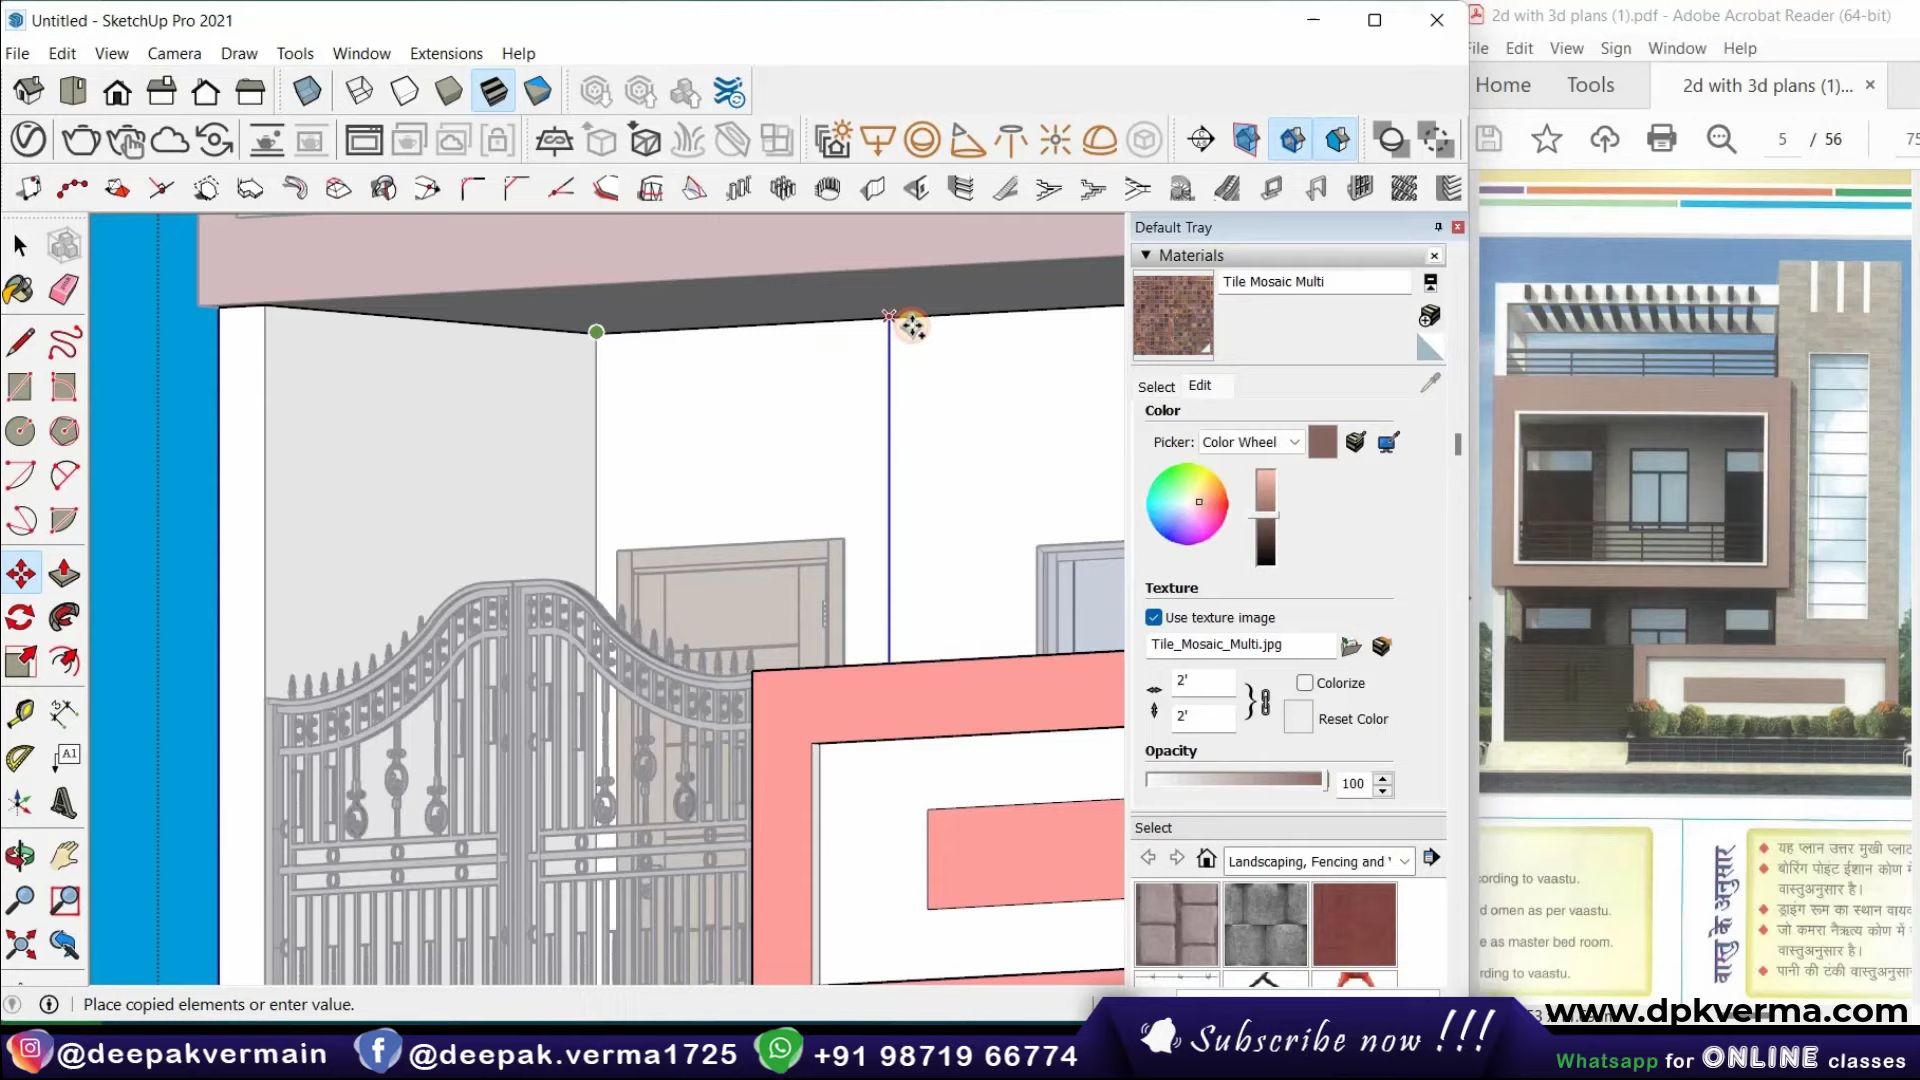 Untitled - SketchUp Pro 2021
File Edit View Camera Draw Tools Window Extensions Help
Default Tray
Materials
Tile Mosaic Multi
Select Edit
Color
Picker: Color Wheel
Texture
Use texture image
Tile_Mosaic_Multi.jpg
2'
Colorize
2'
Reset Color
Opacity
100
Select
Landscaping, Fencing and
A1
Place copied elements or enter value.
2d with 3d plans (1).pdf - Adobe Acrobat Reader (64-bit)
File Edit View Sign Window Help
Home Tools 2d with 3d plans (1)... ×
5 / 56
75
cording to vaastu.
d omen as per vaastu.
e as master bed room.
rding to vaastu.
वास्तु के अनुसार
यह प्लान उत्तर मुखी प्लाट
बोरिंग पोइंट ईशान कोण में
वास्तुअनुसार है।
ड्राइंग रूम का स्थान वायव
जो कमरा नैऋत्य कोण में
वास्तुअनुसार है।
पानी की टंकी वास्तुअनुसार
www.dpkverma.com
@deepakvermain @deepak.verma1725 +91 98719 66774
Subscribe now !!!
Whatsapp for ONLINE classes